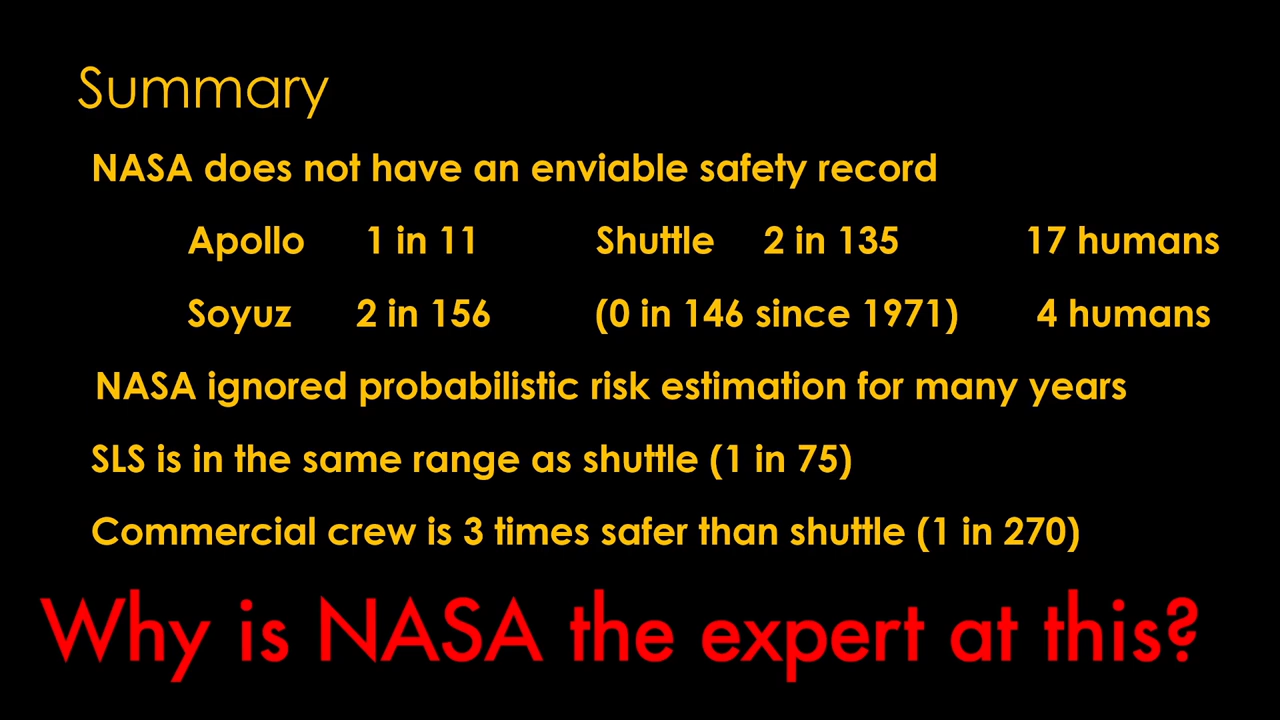 Summary
NASA does not have an enviable safety record
Apollo 1 in 11 Shuttle 2 in 135 17 humans
Soyuz 2 in 156 (0 in 146 since 1971) 4 humans
NASA ignored probabilistic risk estimation for many years
SLS is in the same range as shuttle (1 in 75)
Commercial crew is 3 times safer than shuttle (1 in 270)
Why is NASA the expert at this?